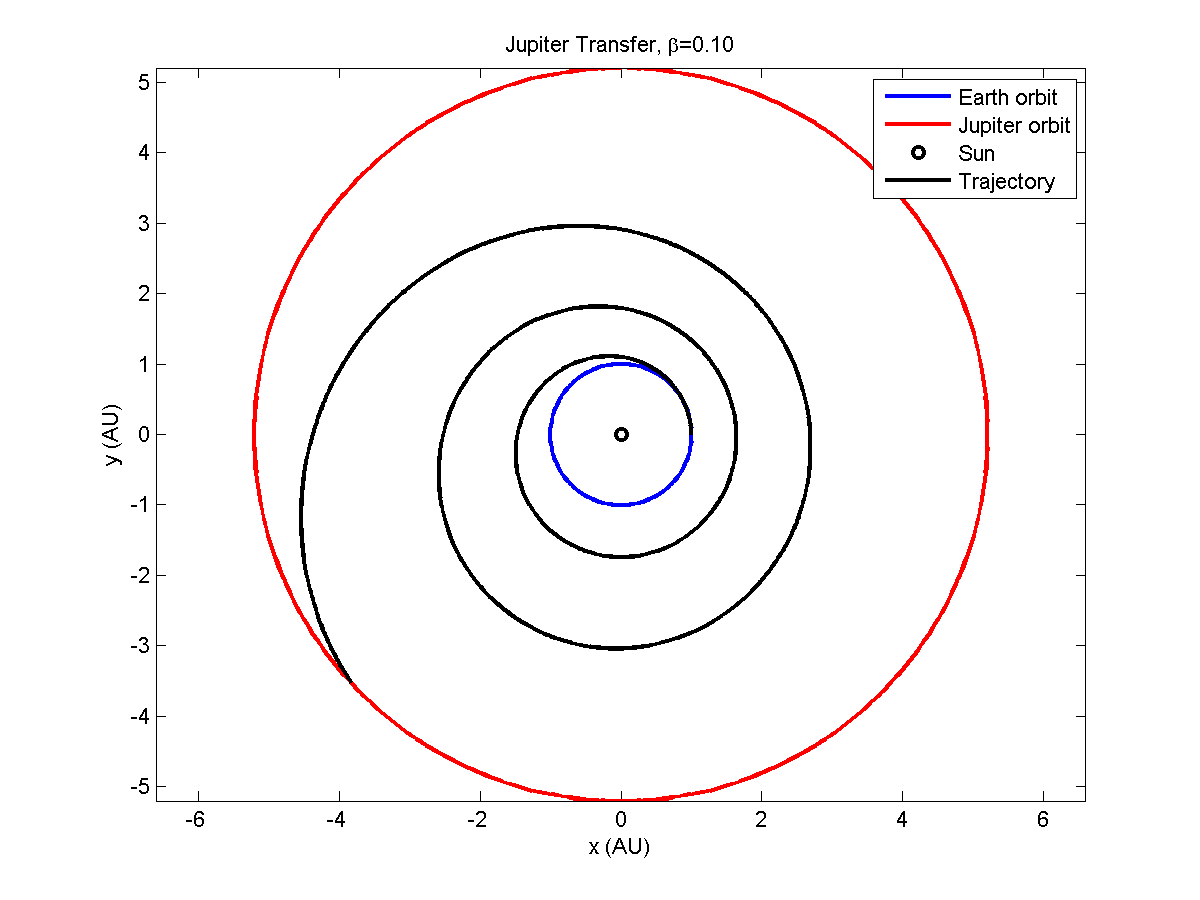 Jupiter Transfer, β=0.10
Earth orbit
Jupiter orbit
Sun
Trajectory
5
4
3
2
1
0
-1
-2
-3
-4
-5
y (AU)
-6 -4 -2 0 2 4 6
x (AU)